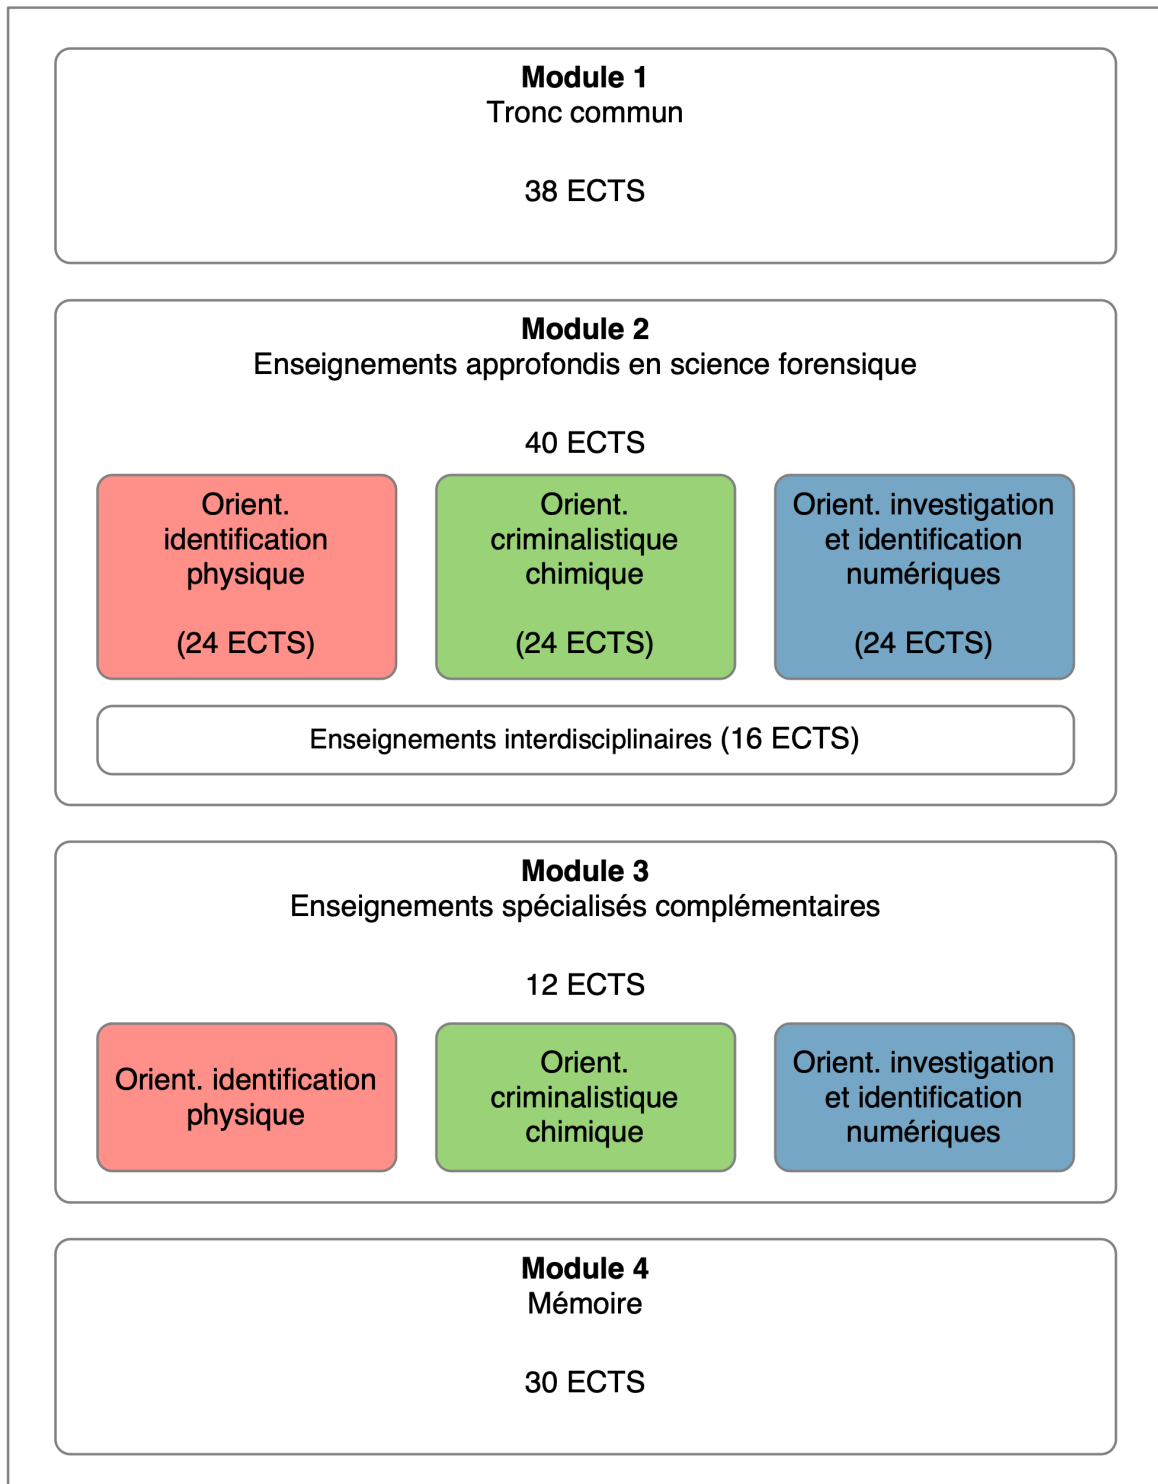 Module 1
Tronc commun
38 ECTS
Module 2
Enseignements approfondis en science forensique
40 ECTS
Orient.
identification
physique
(24 ECTS)
Orient.
criminalistique
chimique
(24 ECTS)
Orient. investigation
et identification
numériques
(24 ECTS)
Enseignements interdisciplinaires (16 ECTS)
Module 3
Enseignements spécialisés complémentaires
12 ECTS
Orient. identification
physique
Orient.
criminalistique
chimique
Orient. investigation
et identification
numériques
Module 4
Mémoire
30 ECTS